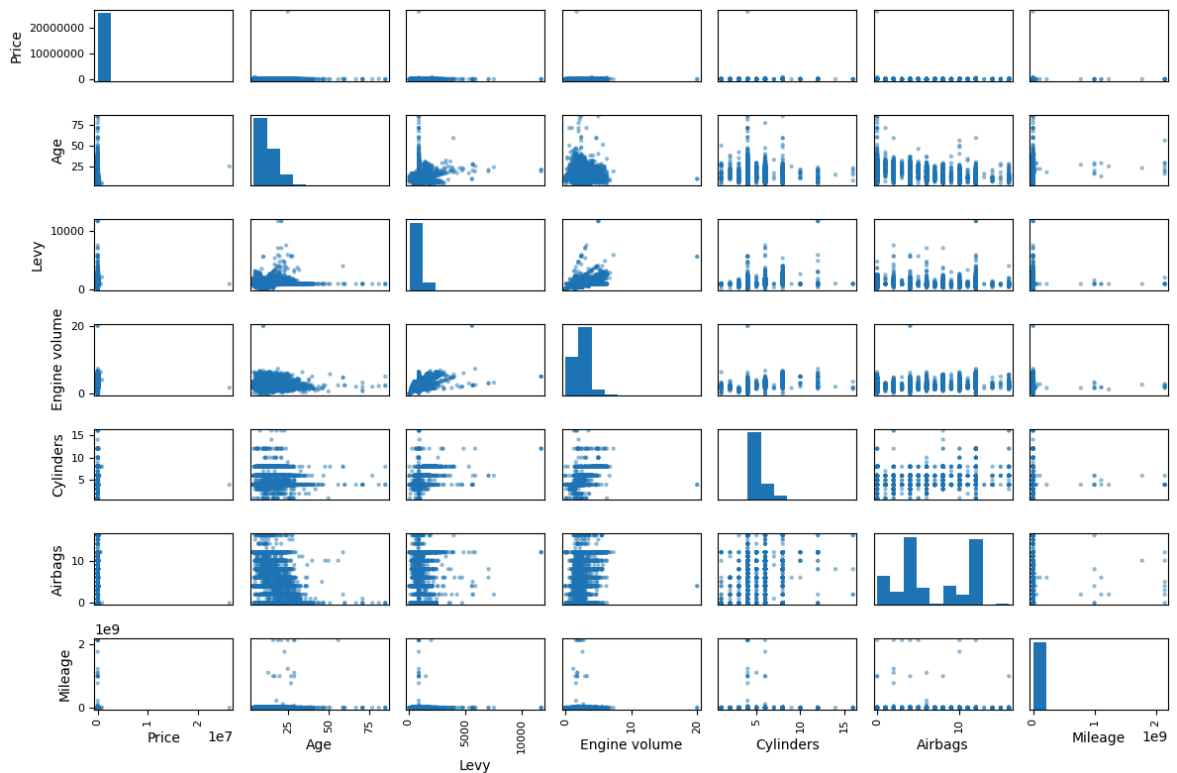 Price
20000000
10000000
0
Age
75
50
25
Levy
10000
0
Engine volume
20
0
Cylinders
15
10
5
Airbags
10
0
1e9
Mileage
2
1
0
0 1 2
Price 1e7
25 50 75
Age
0 5000 10000
Levy
0 10 20
Engine volume
5 10 15
Cylinders
0 10
Airbags
0 1 2
Mileage 1e9